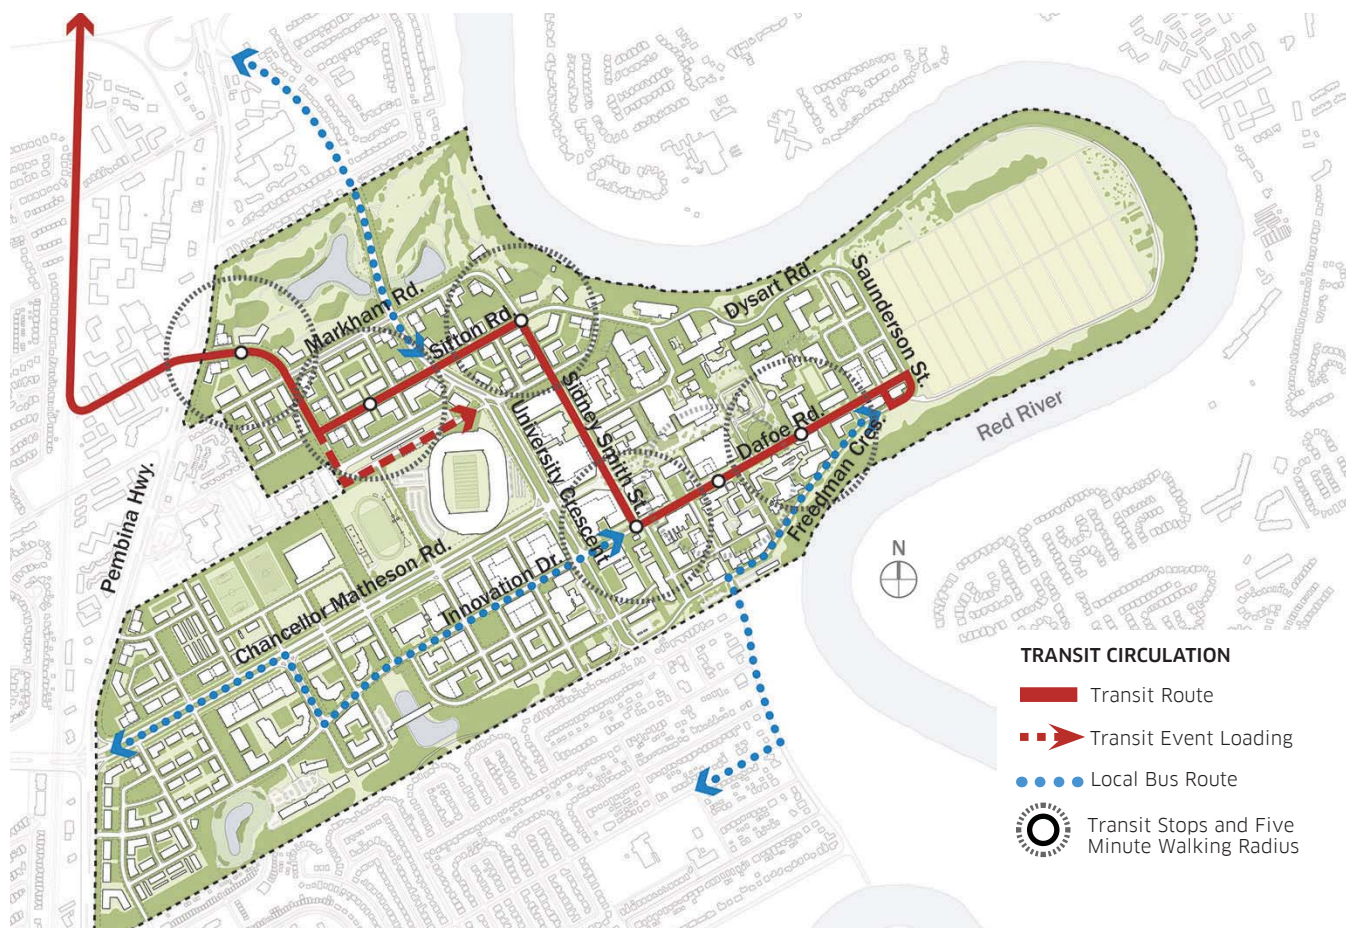 Markham Rd.
Sifton Rd.
Dysart Rd.
Saunderson St.
Sidney Smith St.
University Crescent
Dafoe Rd.
Freedman Cres.
Red River
Pembina Hwy.
Chancellor Matheson Rd.
Innovation Dr.
N
TRANSIT CIRCULATION
Transit Route
Transit Event Loading
Local Bus Route
Transit Stops and Five
Minute Walking Radius